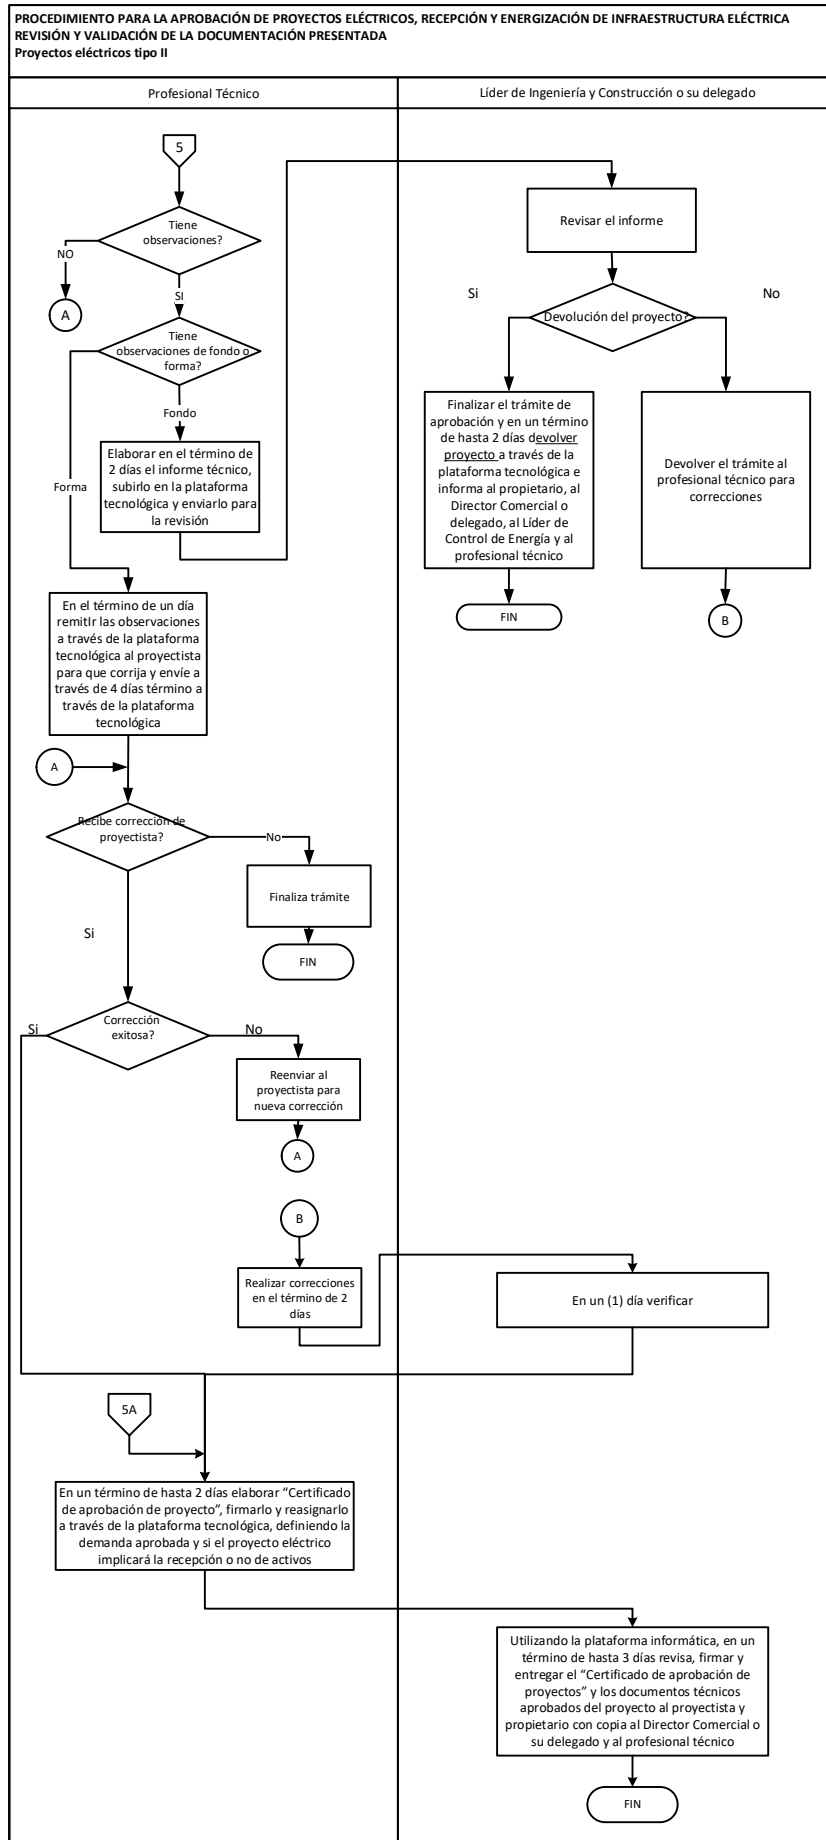 PROCEDIMIENTO PARA LA APROBACIÓN DE PROYECTOS ELÉCTRICOS, RECEPCIÓN Y ENERGIZACIÓN DE INFRAESTRUCTURA ELÉCTRICA
REVISIÓN Y VALIDACIÓN DE LA DOCUMENTACIÓN PRESENTADA
Proyectos eléctricos tipo II
Profesional Técnico
Líder de Ingeniería y Construcción o su delegado
5
Tiene
observaciones?
NO
A
SI
Tiene
observaciones de fondo o
forma?
Fondo
Elaborar en el término de
2 días el informe técnico,
subirlo en la plataforma
tecnológica y enviarlo para
la revisión
Forma
Revisar el informe
Si
No
Devolución del proyecto?
Finalizar el trámite de
aprobación y en un término
de hasta 2 días devolver
proyecto a través de la
plataforma tecnológica e
informa al propietario, al
Director Comercial o
delegado, al Líder de
Control de Energía y al
profesional técnico
FIN
Devolver el trámite al
profesional técnico para
correcciones
B
En el término de un día
remitIr las observaciones
a través de la plataforma
tecnológica al proyectista
para que corrija y envíe a
través de 4 días término a
través de la plataforma
tecnológica
A
Recibe corrección de
proyectista?
No
Finaliza trámite
FIN
Si
Corrección
exitosa?
Si
No
Reenviar al
proyectista para
nueva corrección
A
B
Realizar correcciones
en el término de 2
días
En un (1) día verificar
5A
En un término de hasta 2 días elaborar “Certificado
de aprobación de proyecto”, firmarlo y reasignarlo
a través de la plataforma tecnológica, definiendo la
demanda aprobada y si el proyecto eléctrico
implicará la recepción o no de activos
Utilizando la plataforma informática, en un
término de hasta 3 días revisa, firmar y
entregar el “Certificado de aprobación de
proyectos” y los documentos técnicos
aprobados del proyecto al proyectista y
propietario con copia al Director Comercial o
su delegado y al profesional técnico
FIN